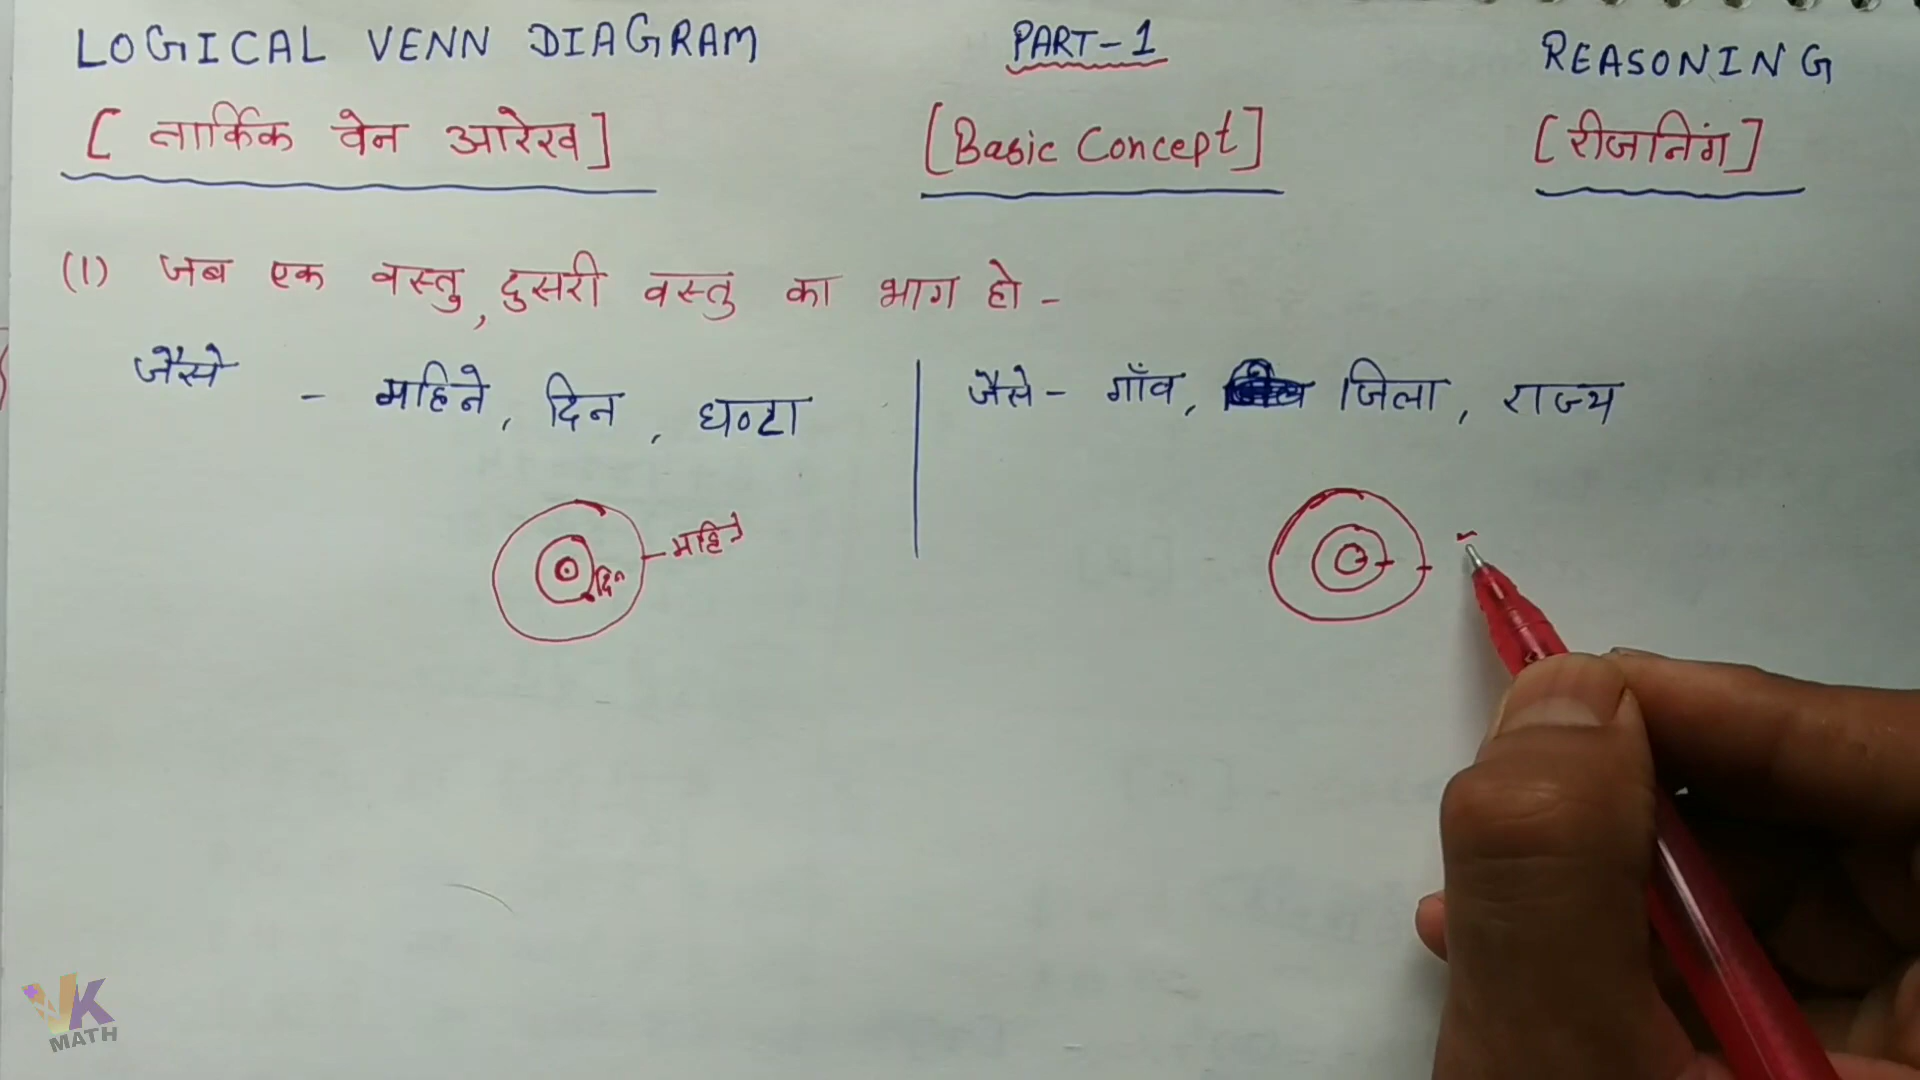 LOGICAL VENN DIAGRAM PART-1 REASONING
[तार्किक वेन आरेख] [Basic Concept] [रीजनिंग]
(1) जब एक वस्तु, दुसरी वस्तु का भाग हो -
जैसे - महिने, दिन, घण्टा
जैसे - गाँव, जिला, राज्य
महिने
दिन
VK
MATH